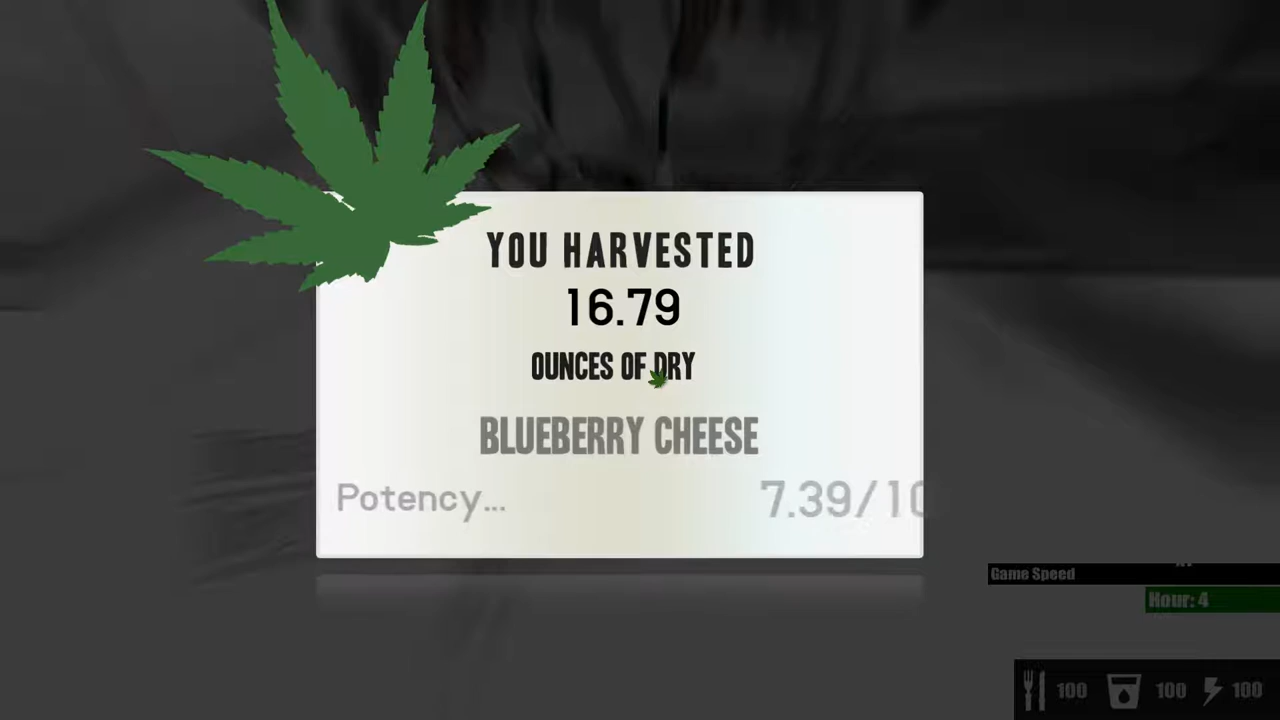 YOU HARVESTED
16.79
OUNCES OF DRY
BLUEBERRY CHEESE
Potency... 7.39/10
Game Speed
Hour: 4
100 100 100